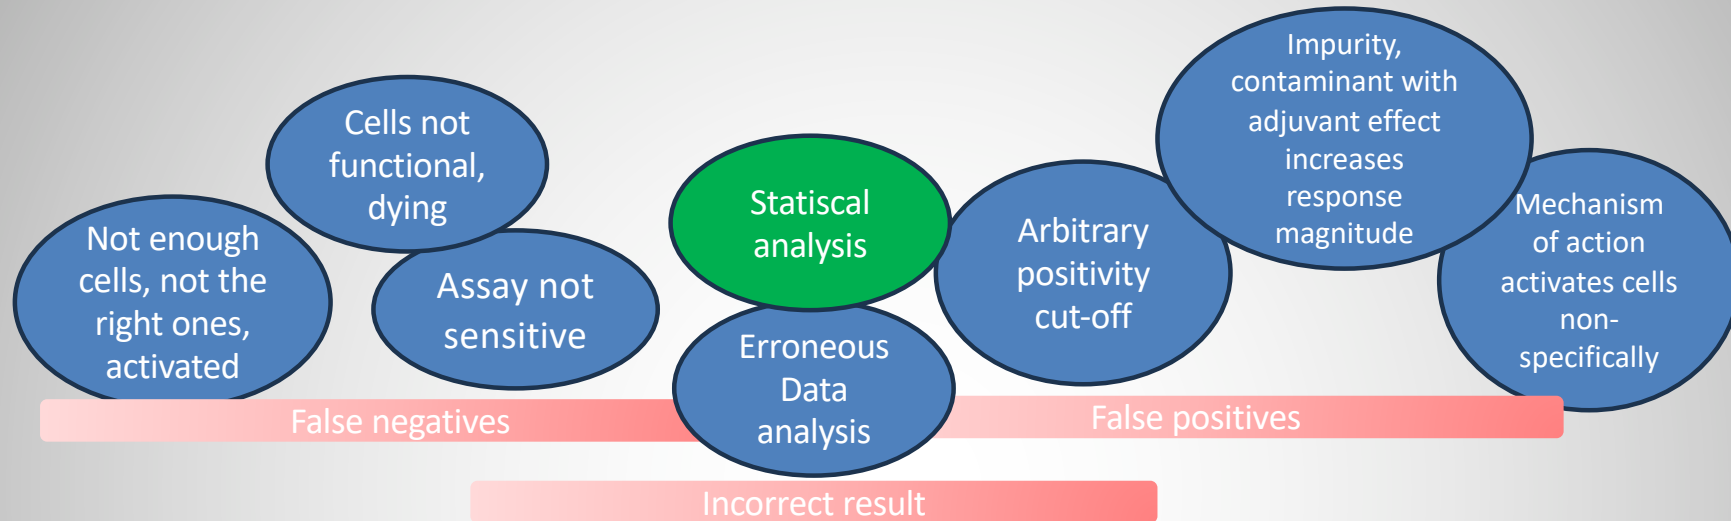 Not enough
cells, not the
right ones,
activated
Cells not
functional,
dying
Assay not
sensitive
Statiscal
analysis
Erroneous
Data
analysis
Arbitrary
positivity
cut-off
Impurity,
contaminant with
adjuvant effect
increases
response
magnitude
Mechanism
of action
activates cells
non-
specifically
False negatives
False positives
Incorrect result